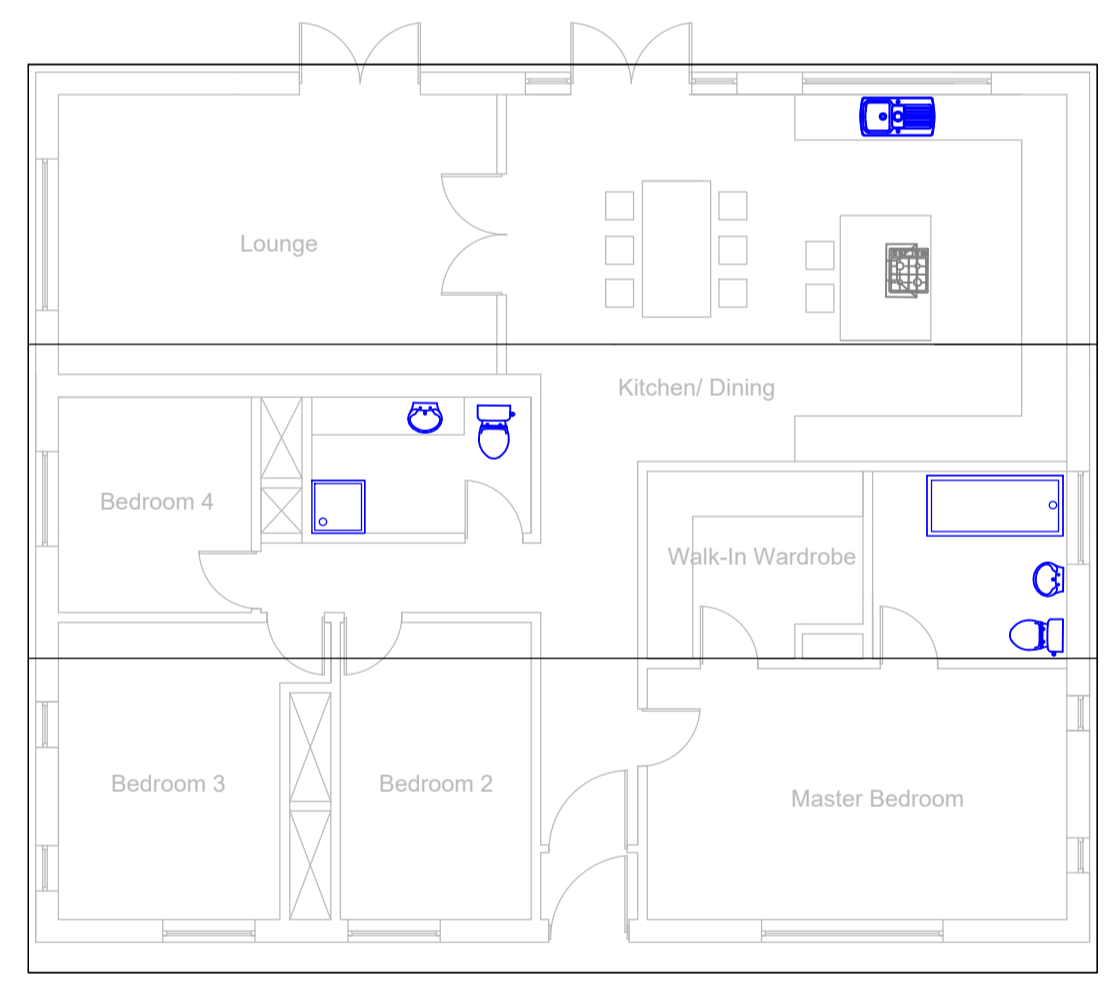 Lounge
Kitchen/ Dining
Bedroom 4
Walk-In Wardrobe
Bedroom 3
Bedroom 2
Master Bedroom